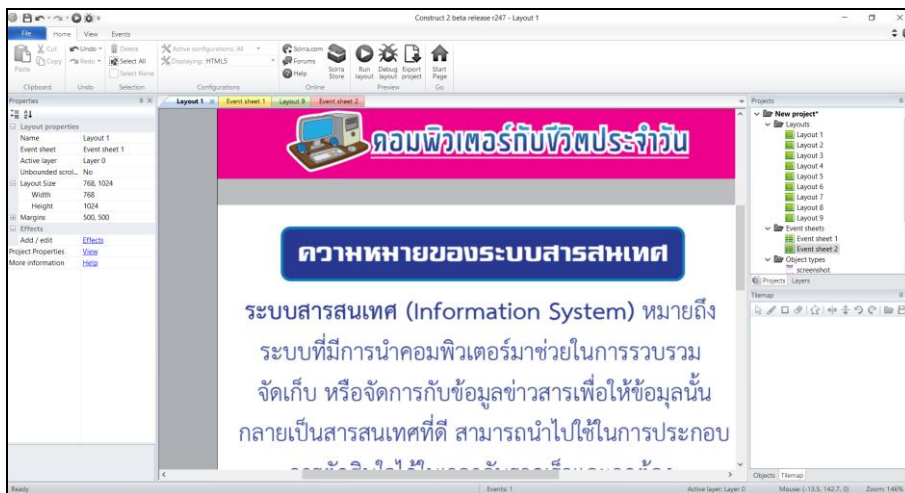 Construct 2 beta release r247 - Layout 1
File Home View Events
Paste
Cut
Copy
Clipboard
Undo
Redo
Undo
Delete
Select All
Select None
Selection
Active configurations: All
Displaying: HTML5
Configurations
Scirra.com
Forums
Help
Scirra Store
Online
Run layout
Debug layout
Export project
Preview
Start Page
Go
Properties
Layout properties
Name Layout 1
Event sheet Event sheet 1
Active layer Layer 0
Unbounded scrol... No
Layout Size 768, 1024
Width 768
Height 1024
Margins 500, 500
Effects
Add / edit Effects
Project Properties View
More information Help
Layout 1 Event sheet 1 Layout 9 Event sheet 2
คอมพิวเตอร์กับชีวิตประจำวัน
ความหมายของระบบสารสนเทศ
ระบบสารสนเทศ (Information System) หมายถึง
ระบบที่มีการนำคอมพิวเตอร์มาช่วยในการรวบรวม
จัดเก็บ หรือจัดการกับข้อมูลข่าวสารเพื่อให้ข้อมูลนั้น
กลายเป็นสารสนเทศที่ดี สามารถนำไปใช้ในการประกอบ
Projects
New project*
Layouts
Layout 1
Layout 2
Layout 3
Layout 4
Layout 5
Layout 6
Layout 7
Layout 8
Layout 9
Event sheets
Event sheet 1
Event sheet 2
Object types
screenshot
Projects Layers
Tilemap
Objects Tilemap
Ready
Events: 1
Active layer: Layer 0
Mouse: (-13.5, 142.7, 0)
Zoom: 146%